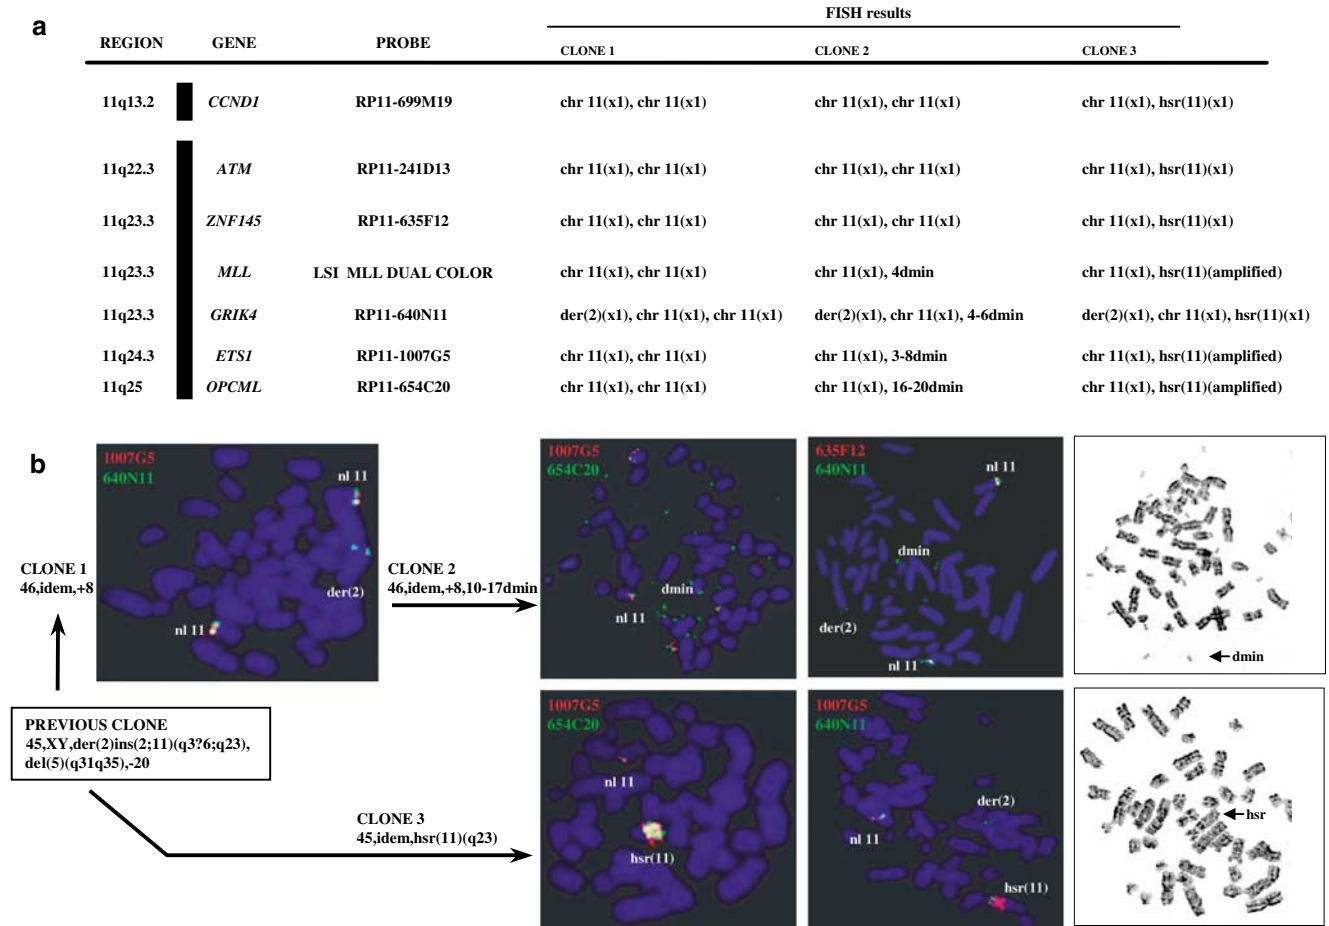 a
FISH results
REGION GENE PROBE CLONE 1 CLONE 2 CLONE 3
11q13.2 CCND1 RP11-699M19 chr 11(x1), chr 11(x1) chr 11(x1), chr 11(x1) chr 11(x1), hsr(11)(x1)
11q22.3 ATM RP11-241D13 chr 11(x1), chr 11(x1) chr 11(x1), chr 11(x1) chr 11(x1), hsr(11)(x1)
11q23.3 ZNF145 RP11-635F12 chr 11(x1), chr 11(x1) chr 11(x1), chr 11(x1) chr 11(x1), hsr(11)(x1)
11q23.3 MLL LSI MLL DUAL COLOR chr 11(x1), chr 11(x1) chr 11(x1), 4dmin chr 11(x1), hsr(11)(amplified)
11q23.3 GRIK4 RP11-640N11 der(2)(x1), chr 11(x1), chr 11(x1) der(2)(x1), chr 11(x1), 4-6dmin der(2)(x1), chr 11(x1), hsr(11)(x1)
11q24.3 ETS1 RP11-1007G5 chr 11(x1), chr 11(x1) chr 11(x1), 3-8dmin chr 11(x1), hsr(11)(amplified)
11q25 OPCML RP11-654C20 chr 11(x1), chr 11(x1) chr 11(x1), 16-20dmin chr 11(x1), hsr(11)(amplified)
b
CLONE 1
46,idem,+8
1007G5
640N11
nl 11
der(2)
nl 11
CLONE 2
46,idem,+8,10-17dmin
1007G5
654C20
dmin
nl 11
635F12
640N11
nl 11
dmin
der(2)
nl 11
dmin
PREVIOUS CLONE
45,XY,der(2)ins(2;11)(q3?6;q23),
del(5)(q31q35),-20
CLONE 3
45,idem,hsr(11)(q23)
1007G5
654C20
nl 11
hsr(11)
1007G5
640N11
der(2)
nl 11
hsr(11)
hsr